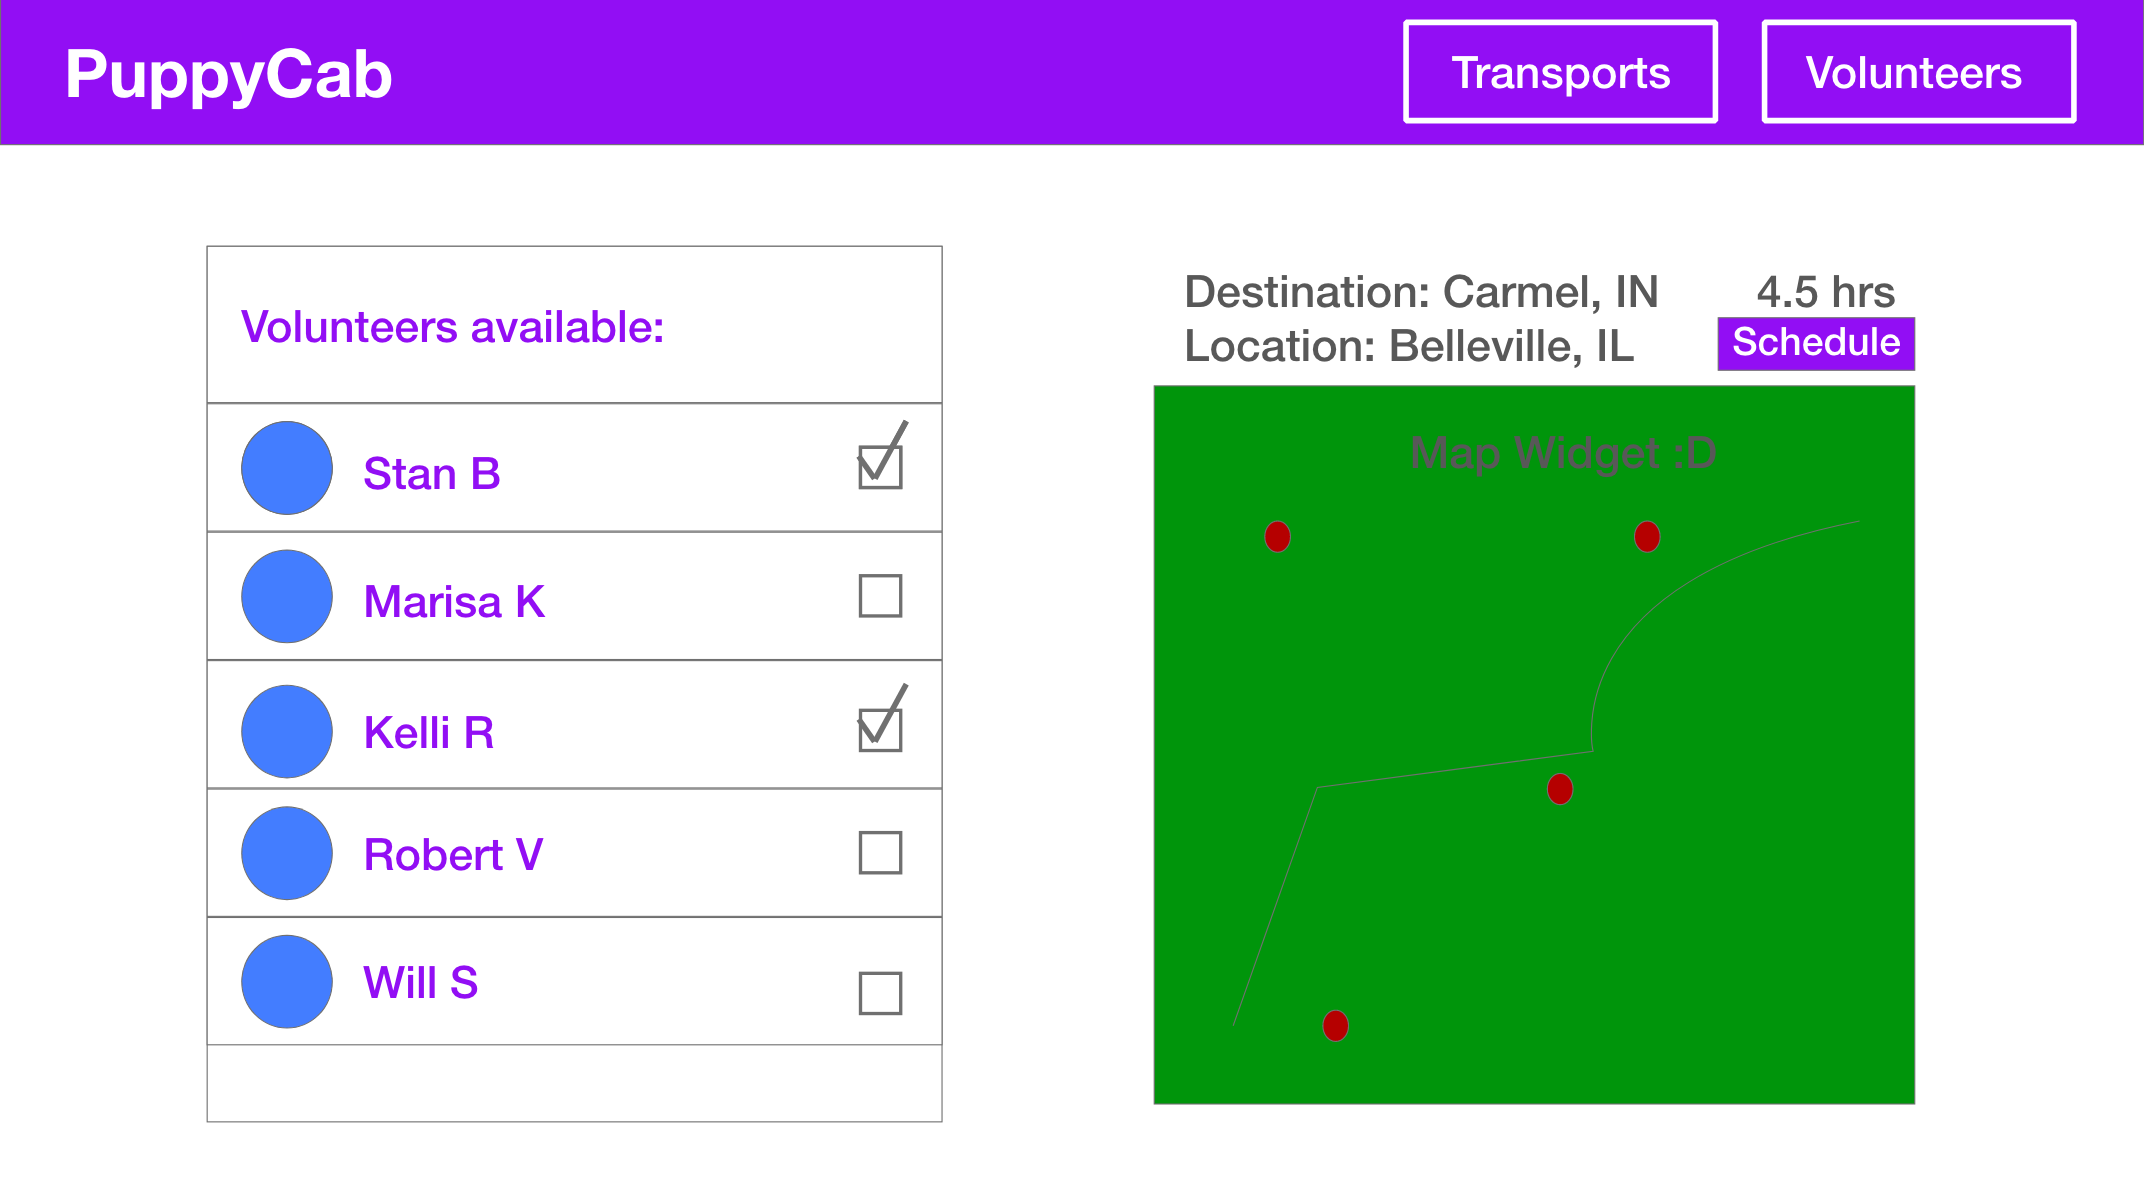 PuppyCab
Transports
Volunteers
Volunteers available:
Stan B
Marisa K
Kelli R
Robert V
Will S
Destination: Carmel, IN
4.5 hrs
Location: Belleville, IL
Schedule
Map Widget :D